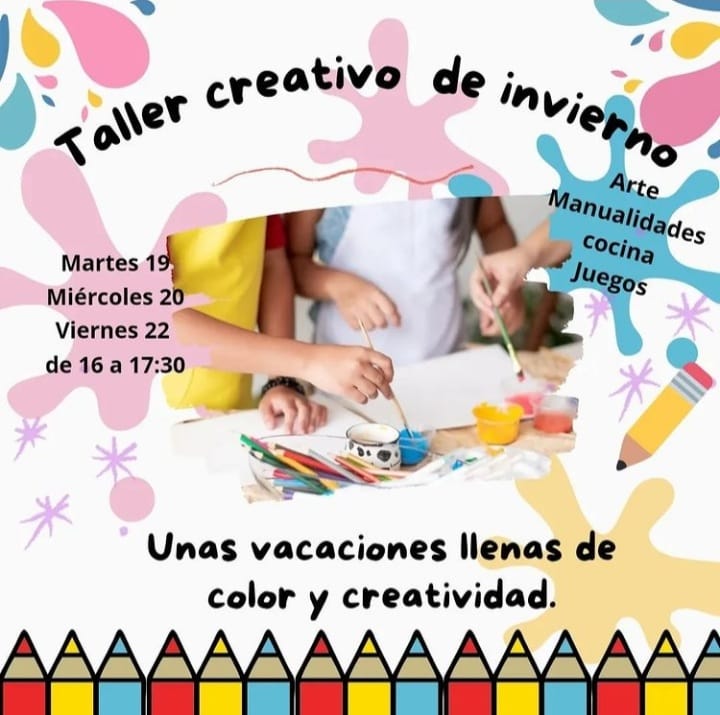 Taller creativo de invierno
Arte
Manualidades
cocina
Juegos
Martes 19
Miércoles 20
Viernes 22
de 16 a 17:30
Unas vacaciones llenas de
color y creatividad.